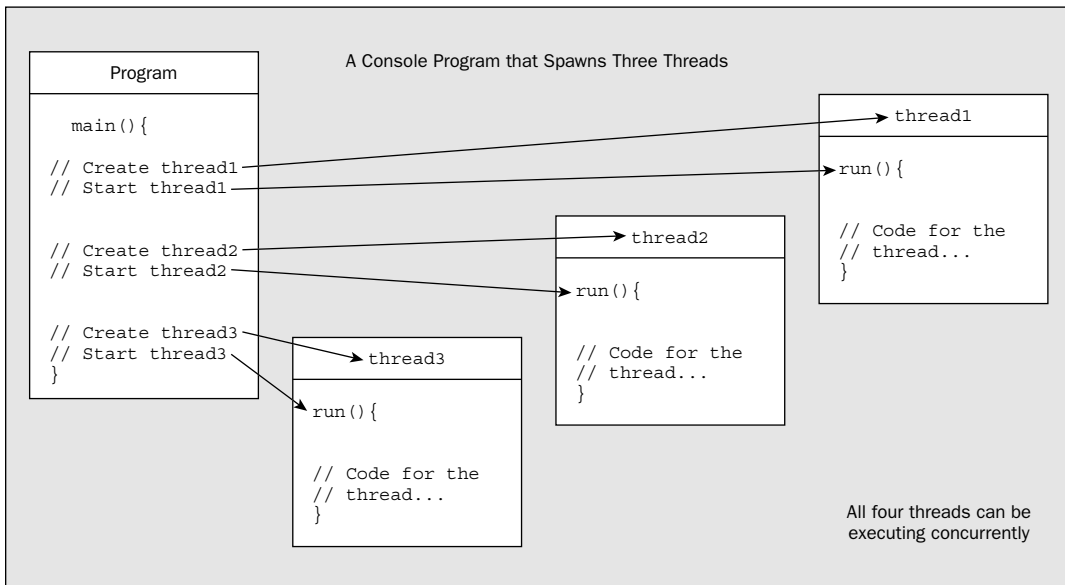 A Console Program that Spawns Three Threads
Program
main(){
// Create thread1
// Start thread1
// Create thread2
// Start thread2
// Create thread3
// Start thread3
}
thread1
run(){
// Code for the
// thread...
}
thread2
run(){
// Code for the
// thread...
}
thread3
run(){
// Code for the
// thread...
}
All four threads can be
executing concurrently